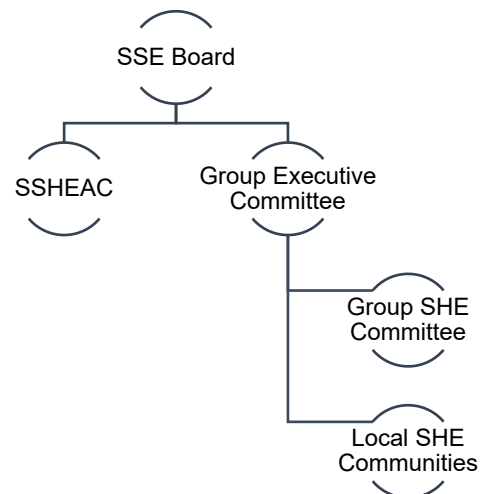 SSE Board
SSHEAC
Group Executive
Committee
Group SHE
Committee
Local SHE
Communities